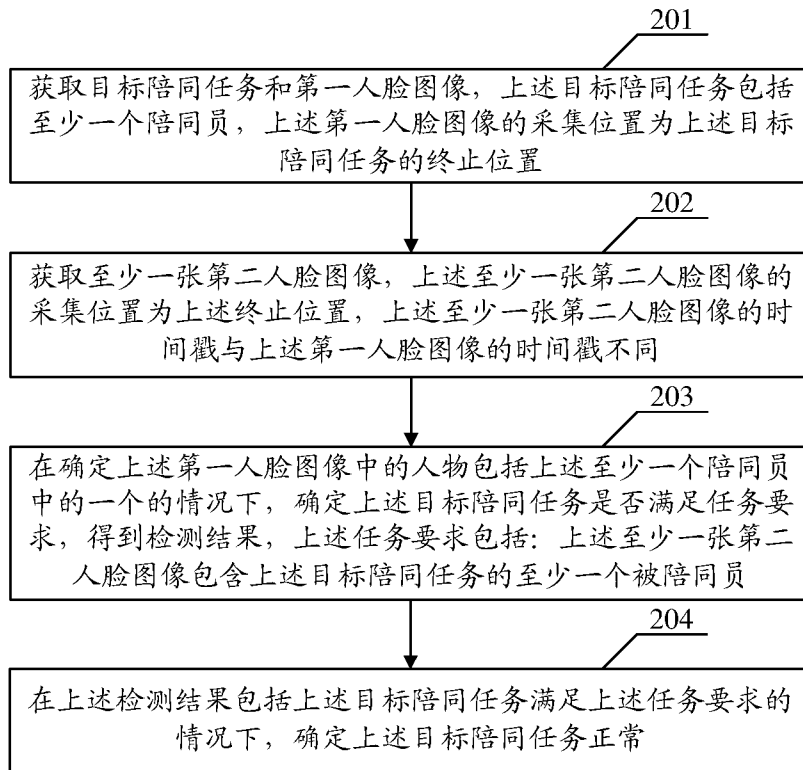 201
获取目标陪同任务和第一人脸图像，上述目标陪同任务包括
至少一个陪同员，上述第一人脸图像的采集位置为上述目标
陪同任务的终止位置
202
获取至少一张第二人脸图像，上述至少一张第二人脸图像的
采集位置为上述终止位置，上述至少一张第二人脸图像的时
间戳与上述第一人脸图像的时间戳不同
203
在确定上述第一人脸图像中的人物包括上述至少一个陪同员
中的一个的情况下，确定上述目标陪同任务是否满足任务要
求，得到检测结果，上述任务要求包括：上述至少一张第二
人脸图像包含上述目标陪同任务的至少一个被陪同员
204
在上述检测结果包括上述目标陪同任务满足上述任务要求的
情况下，确定上述目标陪同任务正常